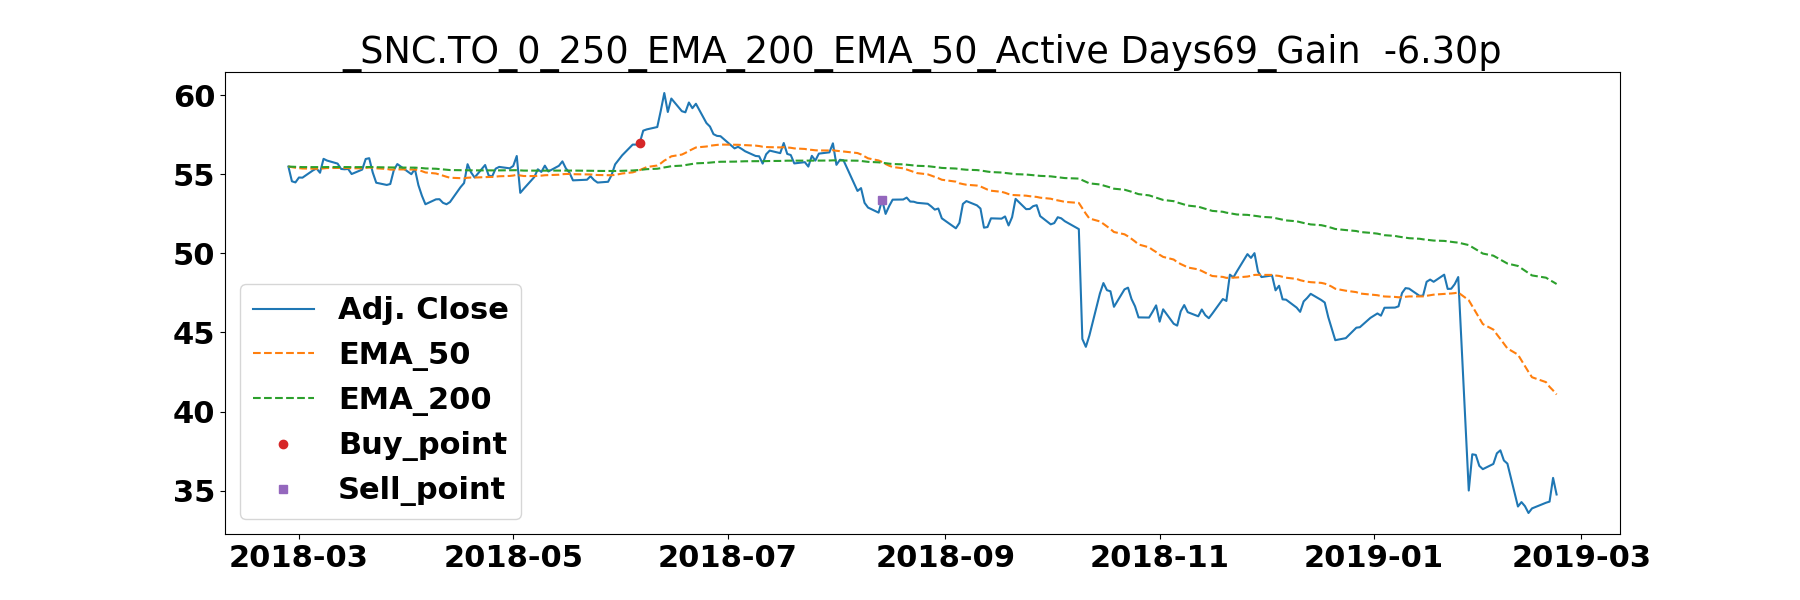 _SNC.TO_0_250_EMA_200_EMA_50_Active Days69_Gain  -6.30p
60
55
50
45
40
35
Adj. Close
EMA_50
EMA_200
Buy_point
Sell_point
2018-03 2018-05 2018-07 2018-09 2018-11 2019-01 2019-03